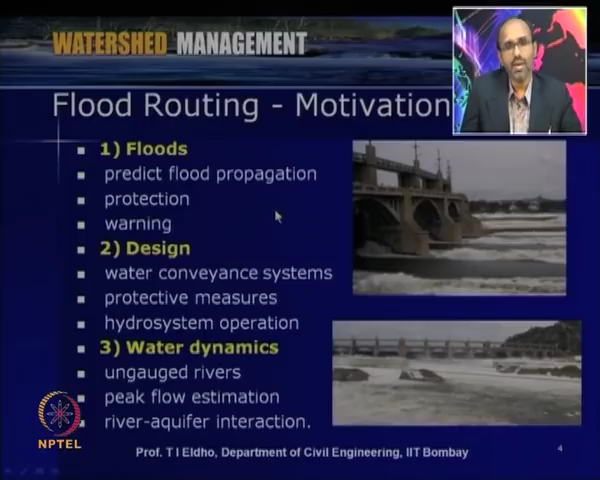 WATERSHED MANAGEMENT
Flood Routing - Motivation
1) Floods
predict flood propagation
protection
warning
2) Design
water conveyance systems
protective measures
hydrosystem operation
3) Water dynamics
ungauged rivers
peak flow estimation
river-aquifer interaction.
NPTEL
Prof. T I Eldho, Department of Civil Engineering, IIT Bombay
4